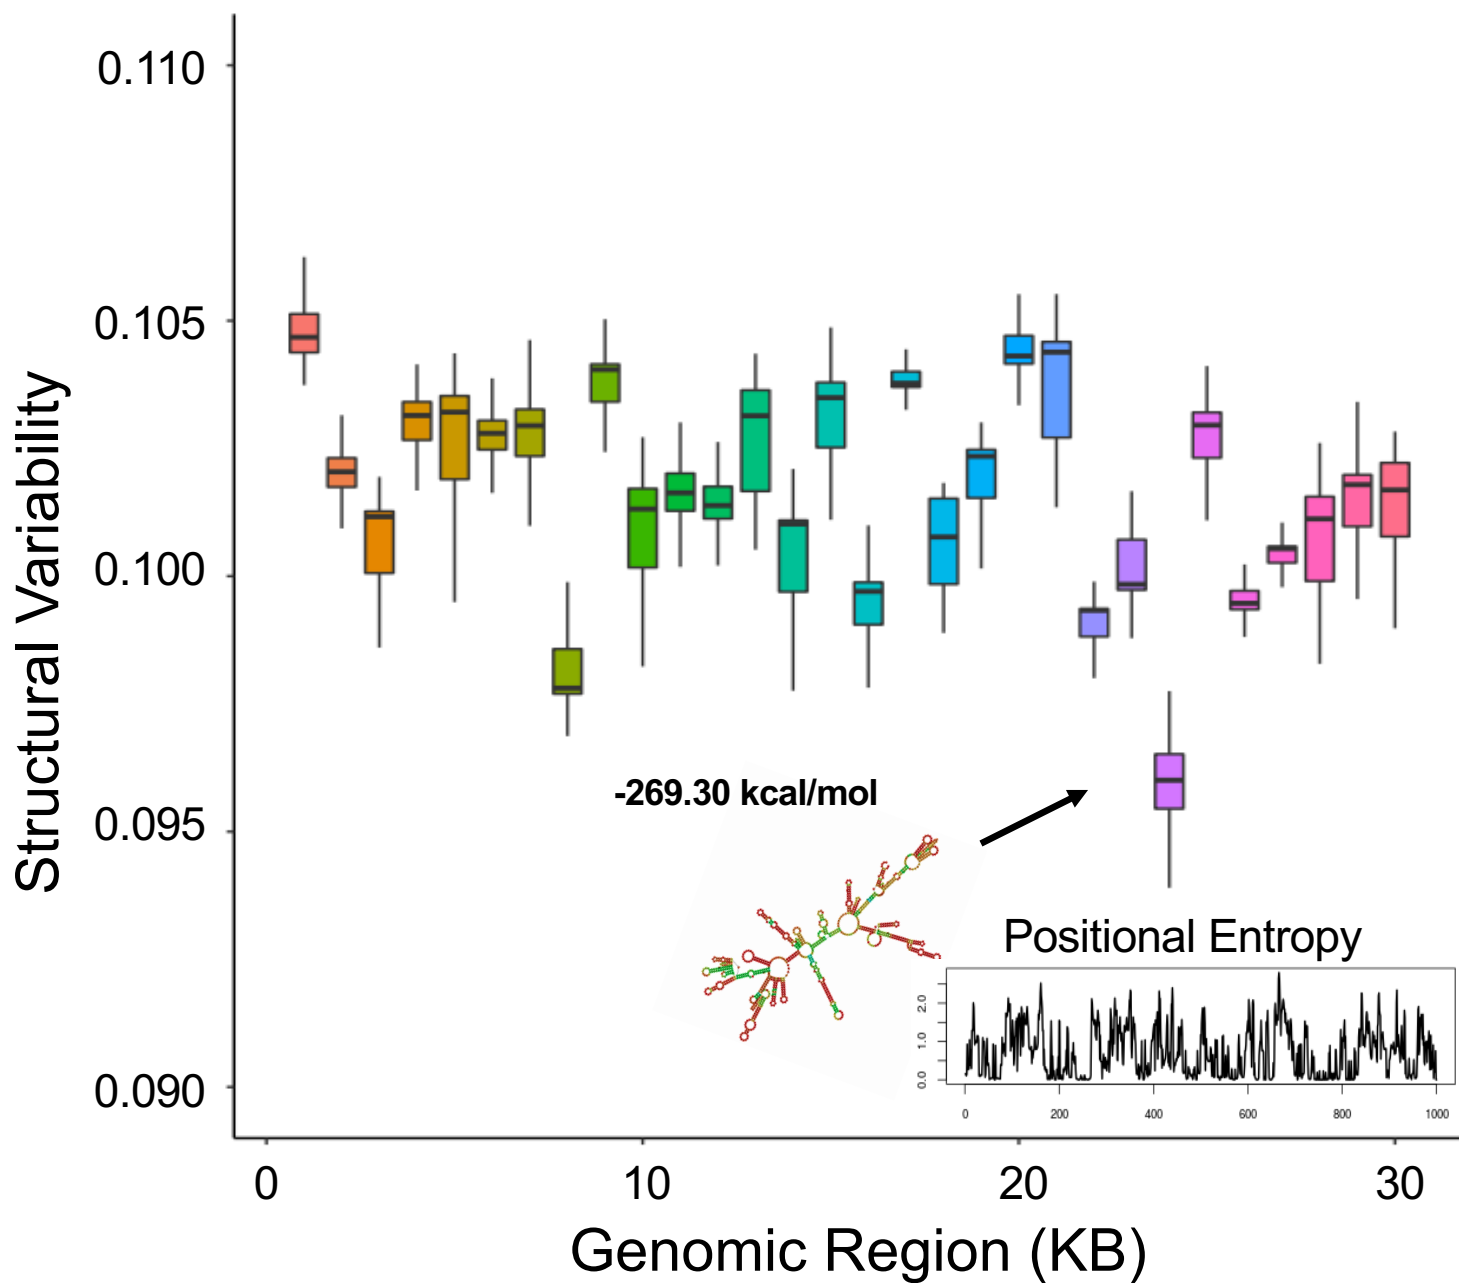 Structural Variability
0.110
0.105
0.100
0.095
0.090
-269.30 kcal/mol
Positional Entropy
2.0
1.0
0.0
0 200 400 600 800 1000
0 10 20 30
Genomic Region (KB)